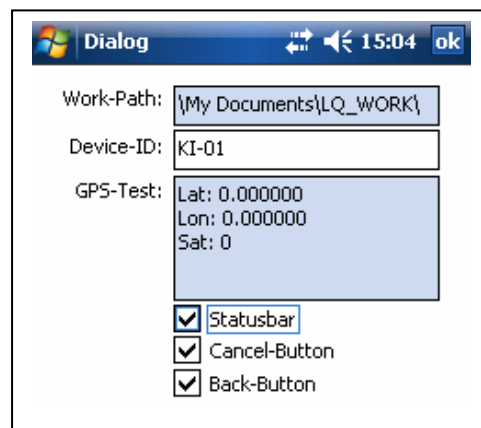 Dialog 15:04 ok
Work-Path: \My Documents\LQ_WORK\
Device-ID: KI-01
GPS-Test: Lat: 0.000000
Lon: 0.000000
Sat: 0
Statusbar
Cancel-Button
Back-Button